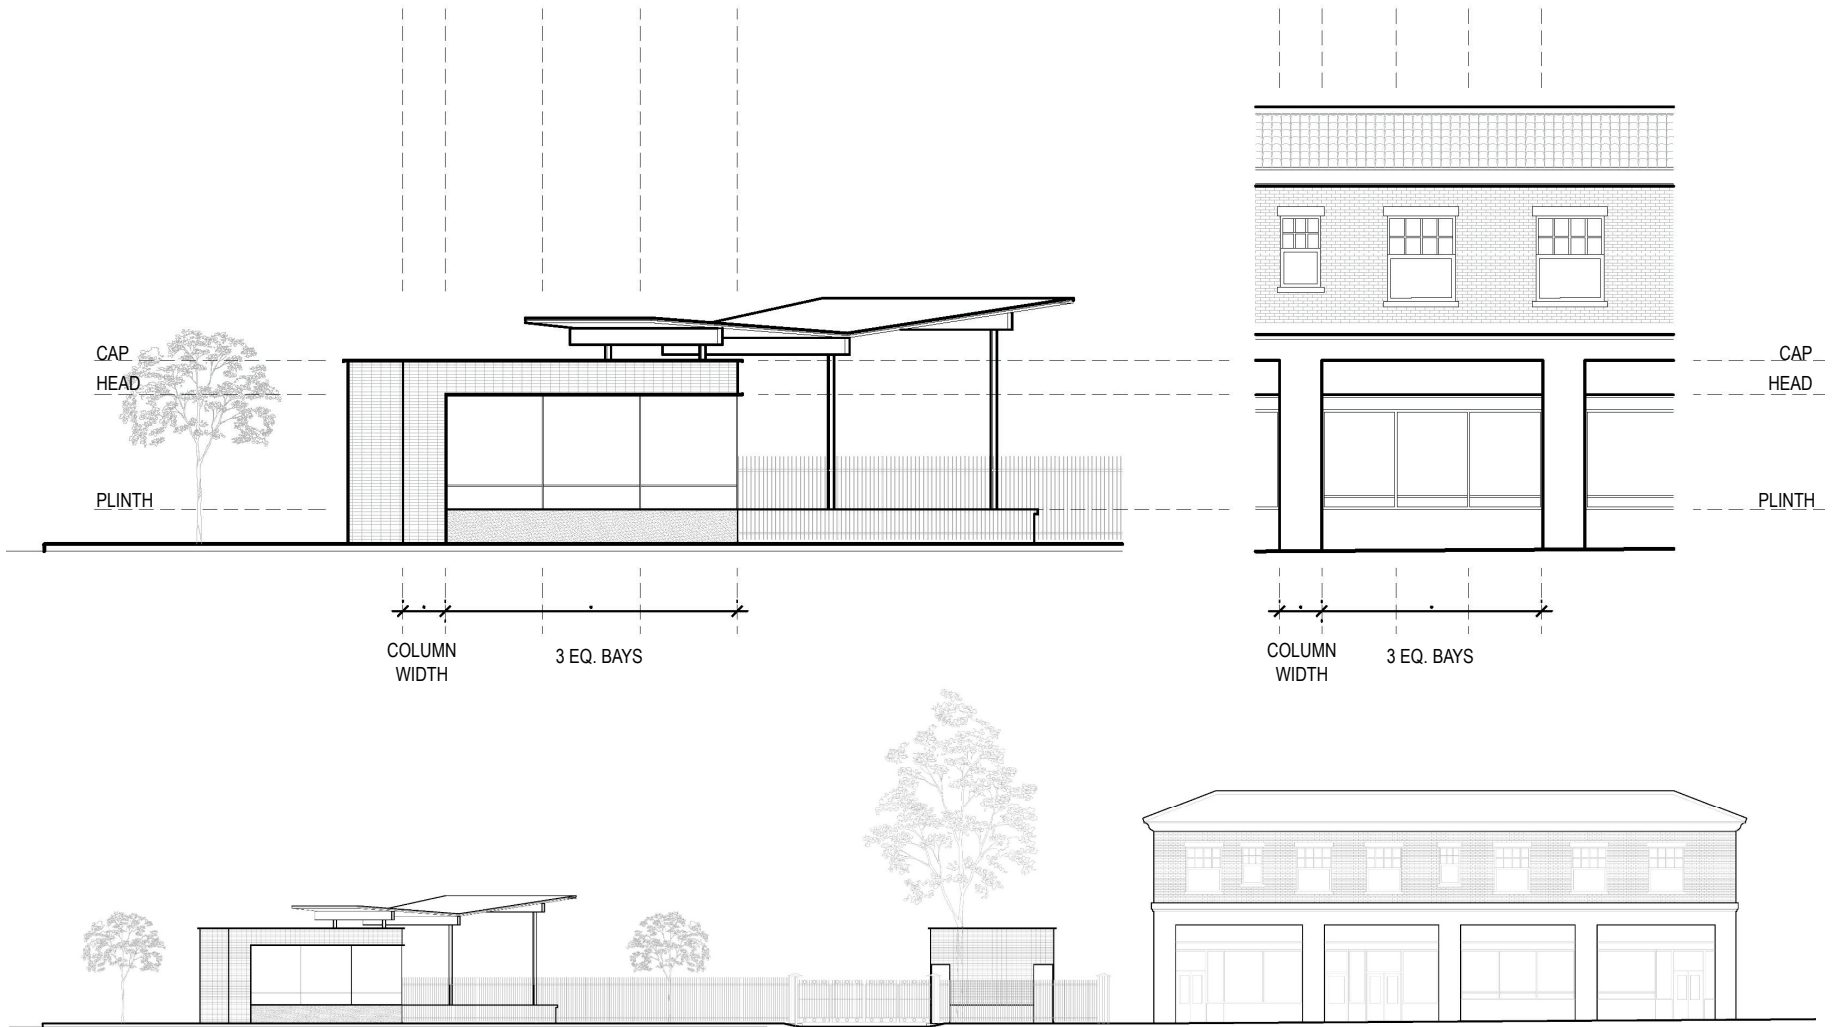 CAP
CAP
HEAD
HEAD
PLINTH
PLINTH
COLUMN
WIDTH
3 EQ. BAYS
COLUMN
WIDTH
3 EQ. BAYS